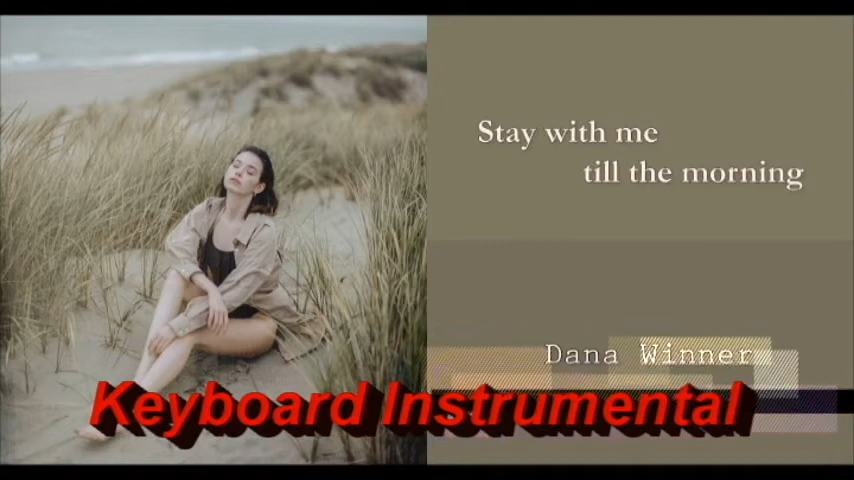 Stay with me
till the morning
Dana Winner
Keyboard Instrumental